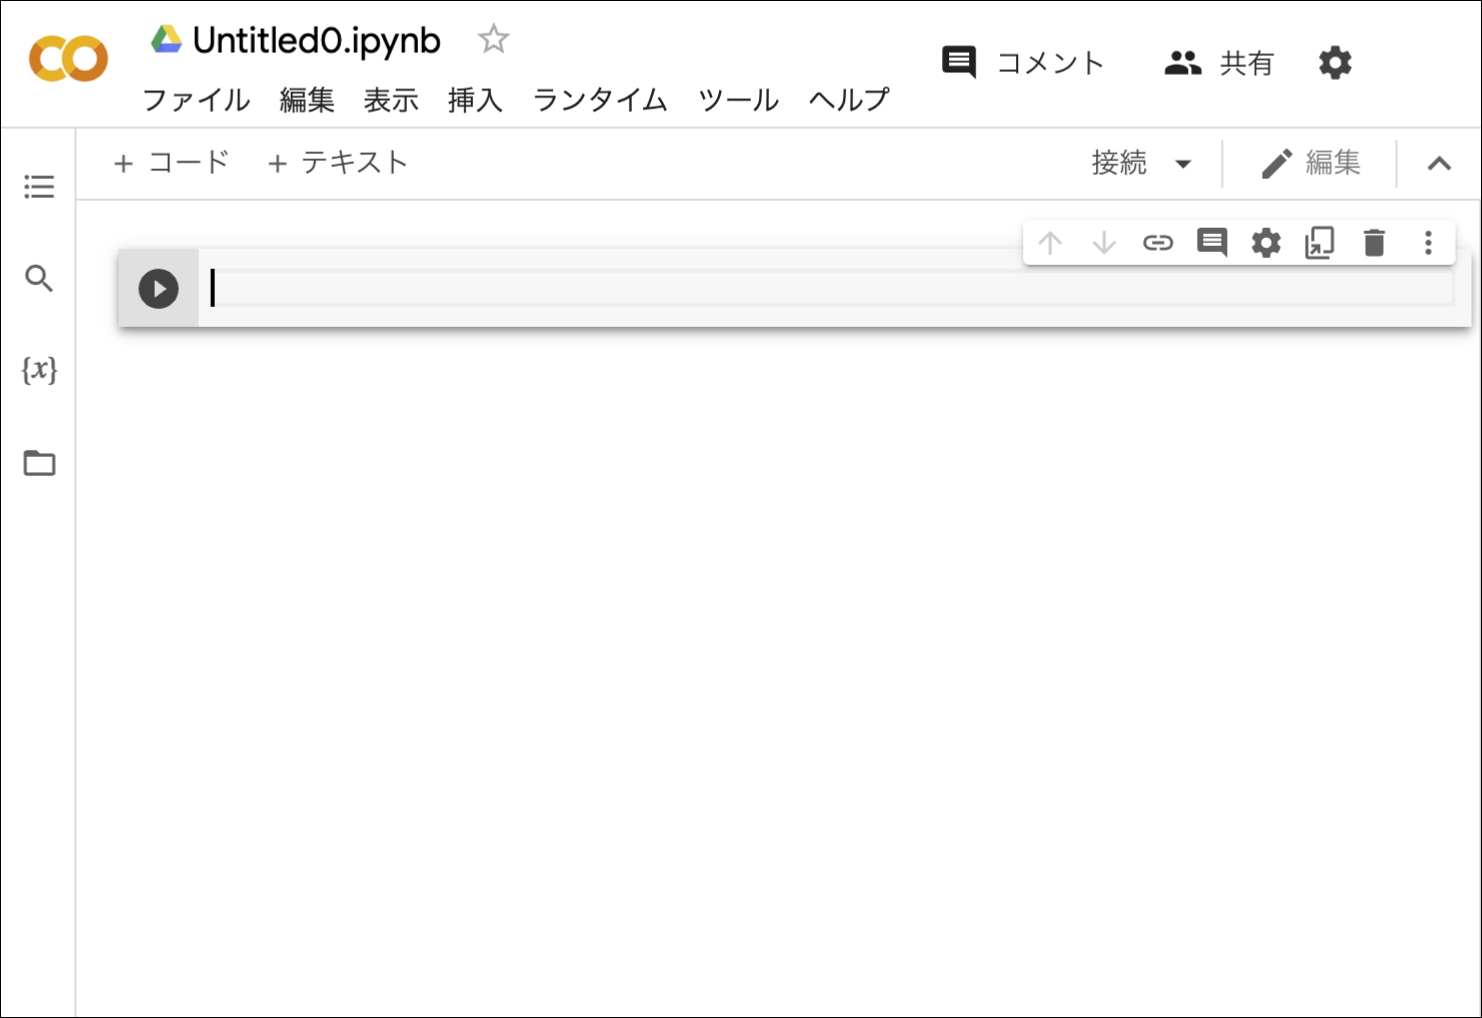 Untitled0.ipynb
コメント 共有
ファイル 編集 表示 挿入 ランタイム ツール ヘルプ
+ コード + テキスト 接続 編集
{x}